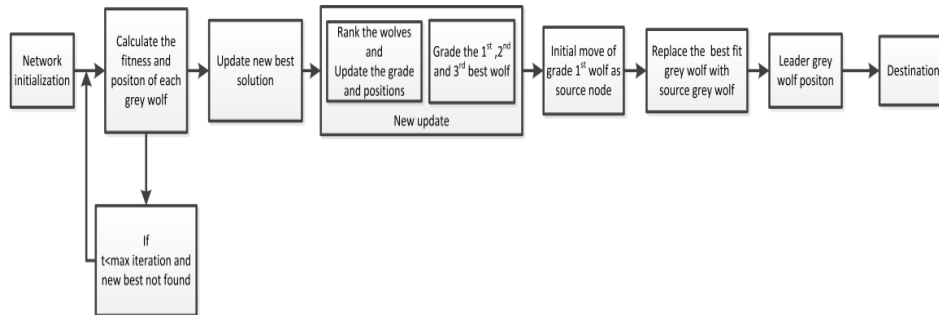 Network
initialization
Calculate the
fitness and
positon of each
grey wolf
Update new best
solution
Rank the wolves
and
Update the grade
and positions
Grade the 1st ,2nd
and 3rd best wolf
New update
Initial move of
grade 1st wolf as
source node
Replace the best fit
grey wolf with
source grey wolf
Leader grey
wolf positon
Destination
If
t<max iteration and
new best not found